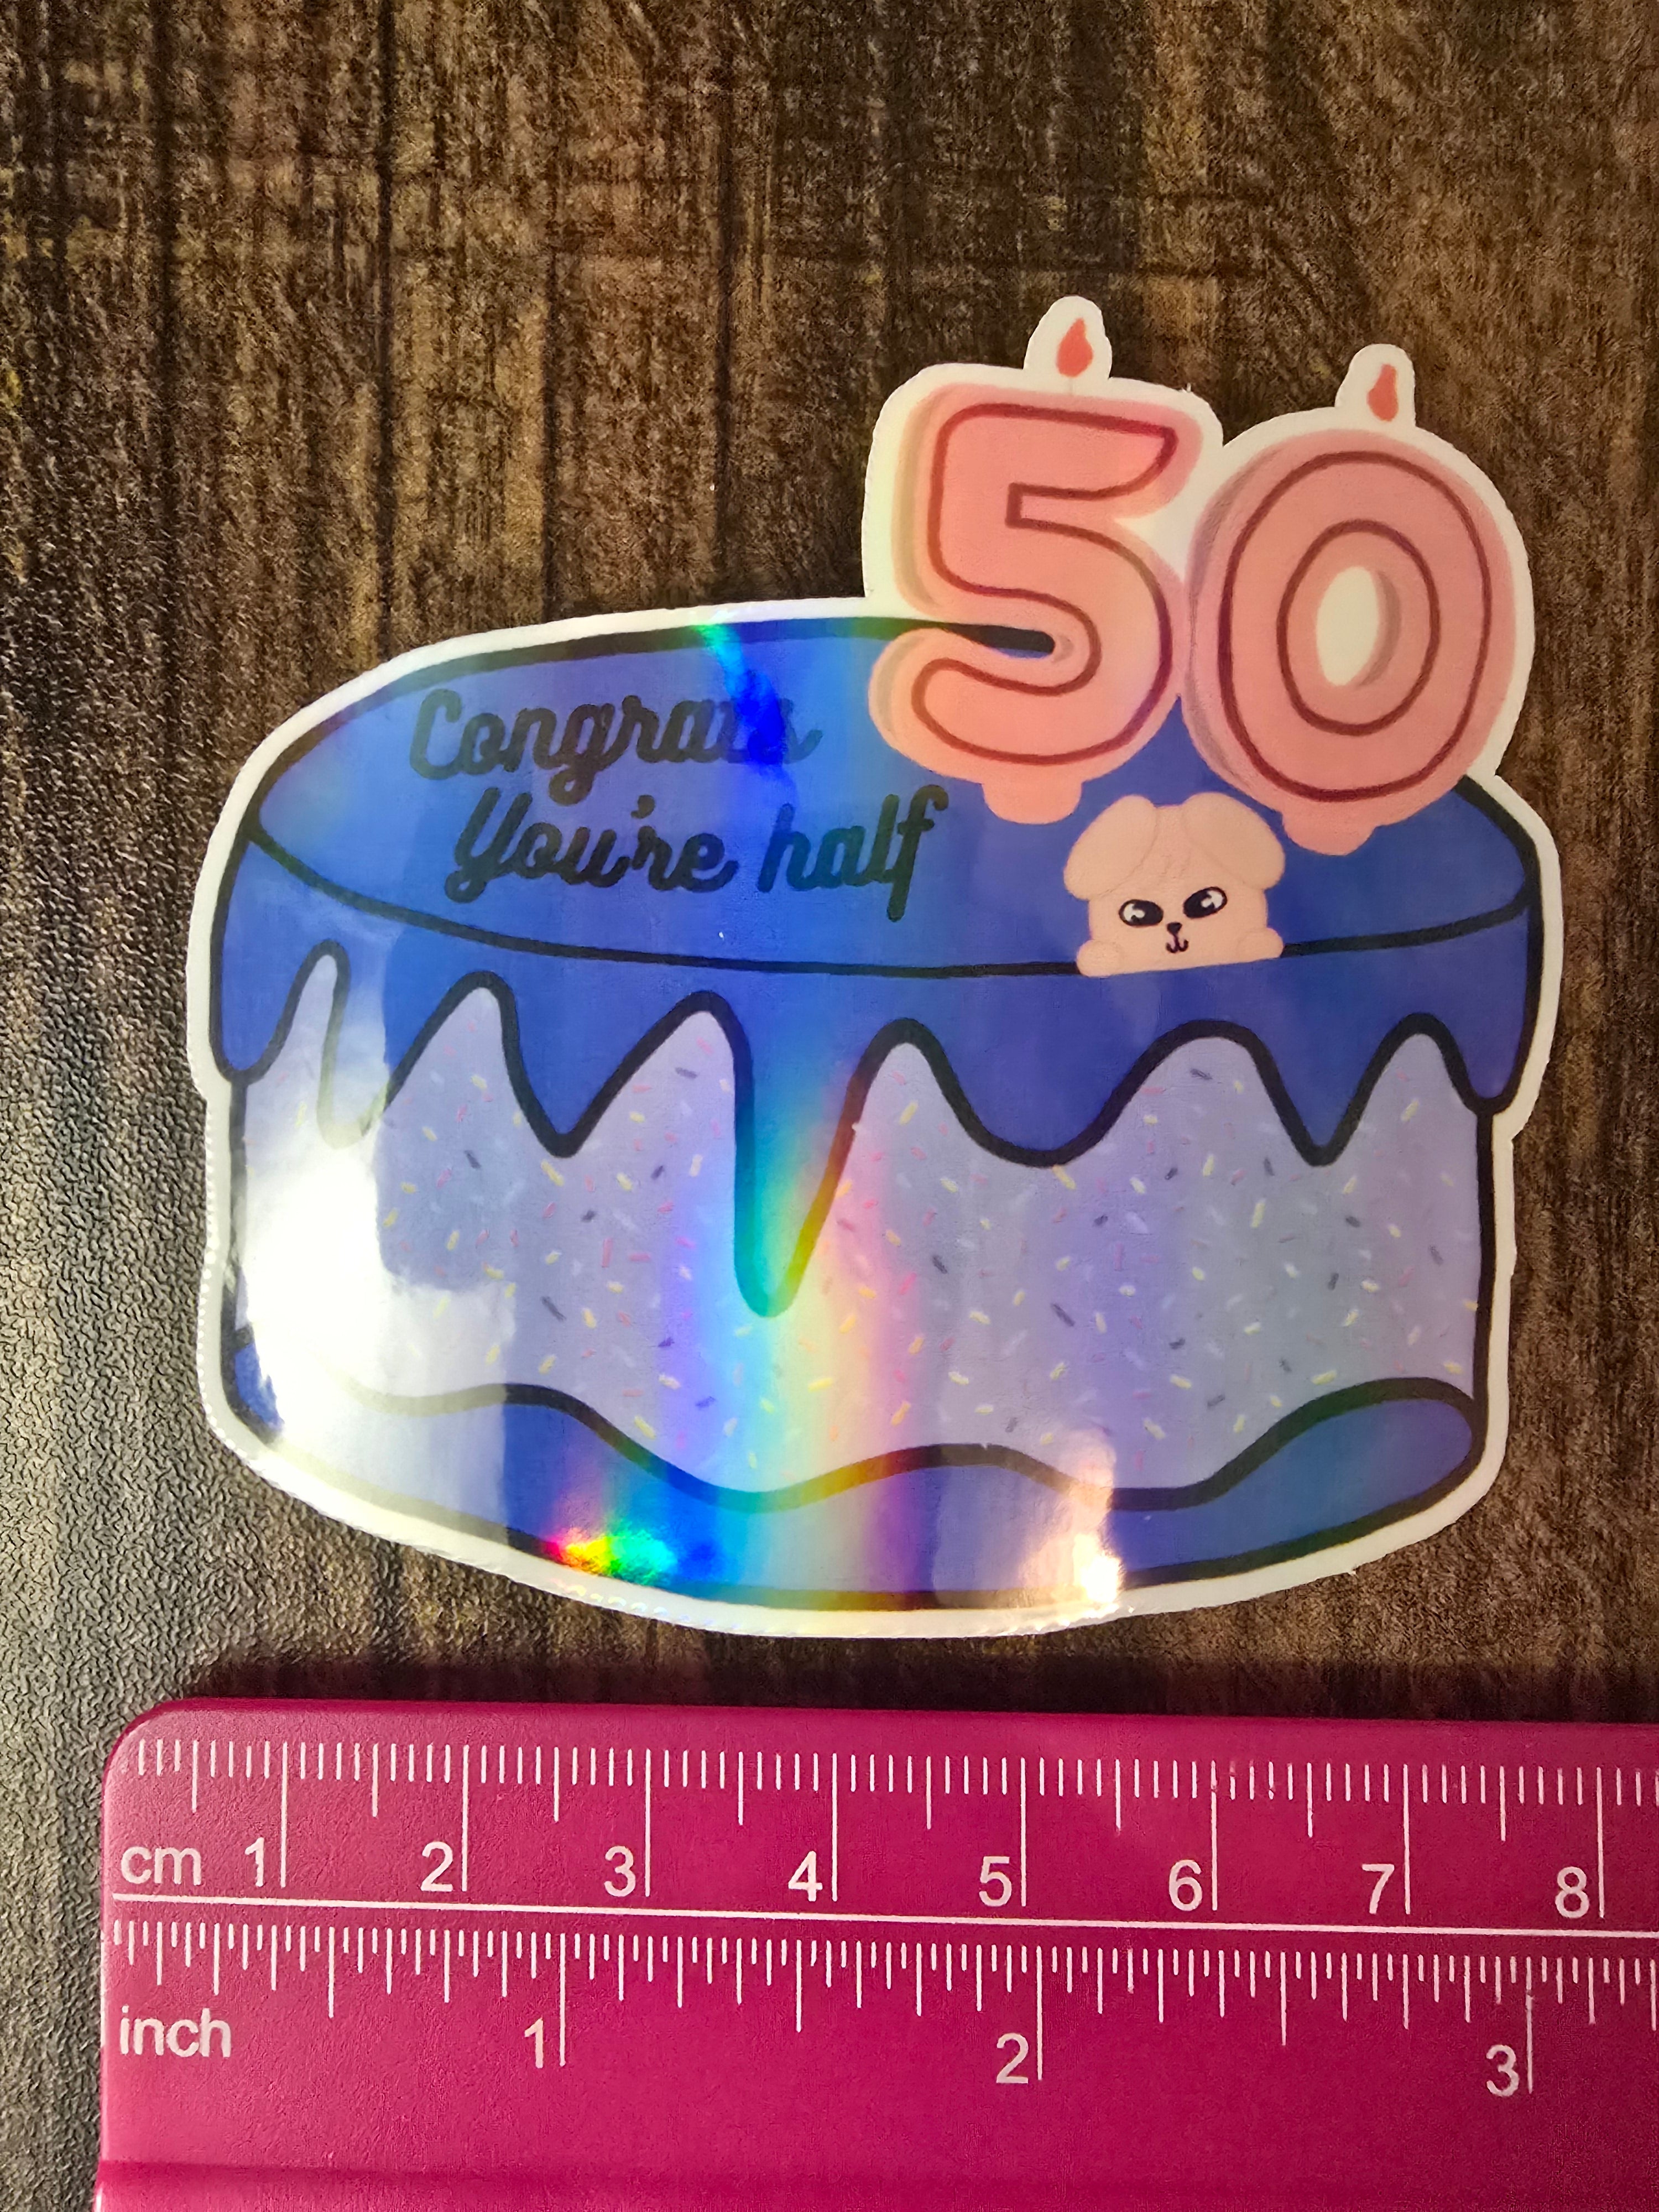 50
Congrats
You're half
cm 1 2 3 4 5 6 7 8
inch 1 2 3